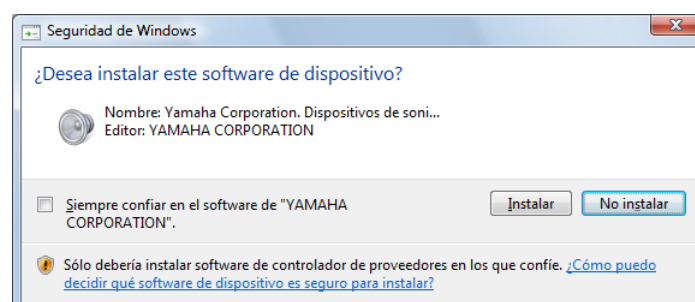 Seguridad de Windows
¿Desea instalar este software de dispositivo?
Nombre: Yamaha Corporation. Dispositivos de soni...
Editor: YAMAHA CORPORATION
Siempre confiar en el software de "YAMAHA
CORPORATION".
Instalar
No instalar
Sólo debería instalar software de controlador de proveedores en los que confíe. ¿Cómo puedo
decidir qué software de dispositivo es seguro para instalar?